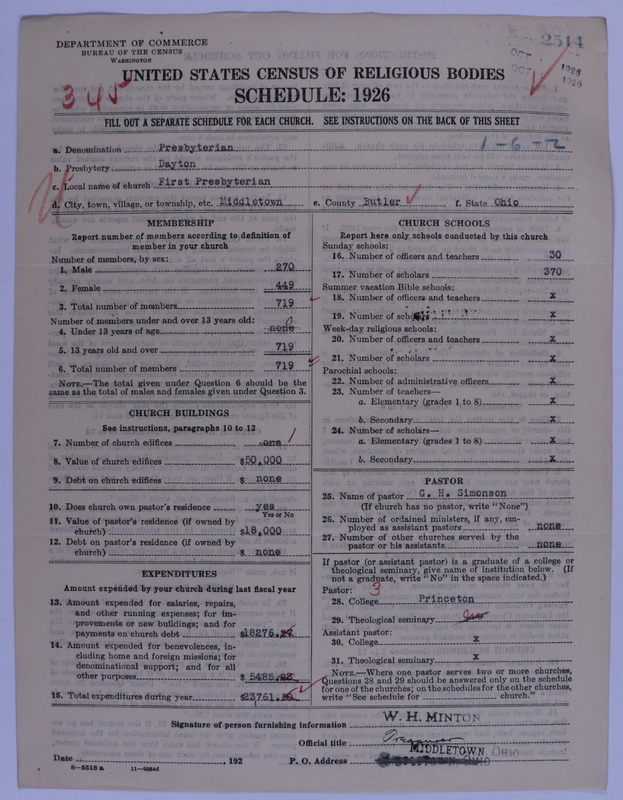 DEPARTMENT OF COMMERCE
BUREAU OF THE CENSUS
WASHINGTON
2514
OCT 1926
OCT 1926
UNITED STATES CENSUS OF RELIGIOUS BODIES
345
SCHEDULE: 1926
FILL OUT A SEPARATE SCHEDULE FOR EACH CHURCH. SEE INSTRUCTIONS ON THE BACK OF THIS SHEET
1-6-2
a. Denomination Presbyterian
b. Presbytery Dayton
c. Local name of church First Presbyterian
d. City, town, village, or township, etc. Middletown e. County Butler f. State Ohio
MEMBERSHIP
Report number of members according to definition of
member in your church
Number of members, by sex:
1. Male 270
2. Female 449
3. Total number of members 719
Number of members under and over 13 years old:
4. Under 13 years of age none 0
5. 13 years old and over 719
6. Total number of members 719
NOTE.—The total given under Question 6 should be the
same as the total of males and females given under Question 3.
CHURCH BUILDINGS
See instructions, paragraphs 10 to 12
7. Number of church edifices one 1
8. Value of church edifices $50,000
9. Debt on church edifices $ none
10. Does church own pastor's residence yes
Yes or No
11. Value of pastor's residence (if owned by
church) $18,000
12. Debt on pastor's residence (if owned by
church) $ none
EXPENDITURES
Amount expended by your church during last fiscal year
13. Amount expended for salaries, repairs,
and other running expenses; for im-
provements or new buildings; and for
payments on church debt $18276.
14. Amount expended for benevolences, in-
cluding home and foreign missions; for
denominational support; and for all
other purposes $ 5485.
15. Total expenditures during year $23761.
CHURCH SCHOOLS
Report here only schools conducted by this church
Sunday schools:
16. Number of officers and teachers 30
17. Number of scholars 370
Summer vacation Bible schools:
18. Number of officers and teachers x
19. Number of scho x
Week-day religious schools:
20. Number of officers and teachers x
21. Number of scholars x
Parochial schools:
22. Number of administrative officers x
23. Number of teachers—
a. Elementary (grades 1 to 8) x
b. Secondary x
24. Number of scholars—
a. Elementary (grades 1 to 8) x
b. Secondary x
PASTOR
25. Name of pastor G. H. Simonson
(If church has no pastor, write "None")
26. Number of ordained ministers, if any, em-
ployed as assistant pastors none
27. Number of other churches served by the
pastor or his assistants none
If pastor (or assistant pastor) is a graduate of a college or
theological seminary, give name of institution below. (If
not a graduate, write "No" in the space indicated.)
Pastor: 3
28. College Princeton
29. Theological seminary
Assistant pastor:
30. College x
31. Theological seminary x
NOTE.—Where one pastor serves two or more churches,
Questions 28 and 29 should be answered only on the schedule
for one of the churches; on the schedules for the other churches,
write "See schedule for church."
Signature of person furnishing information W. H. MINTON
Official title Treasurer
Date , 192 P. O. Address MIDDLETOWN OHIO
8—5518a 11—9654d